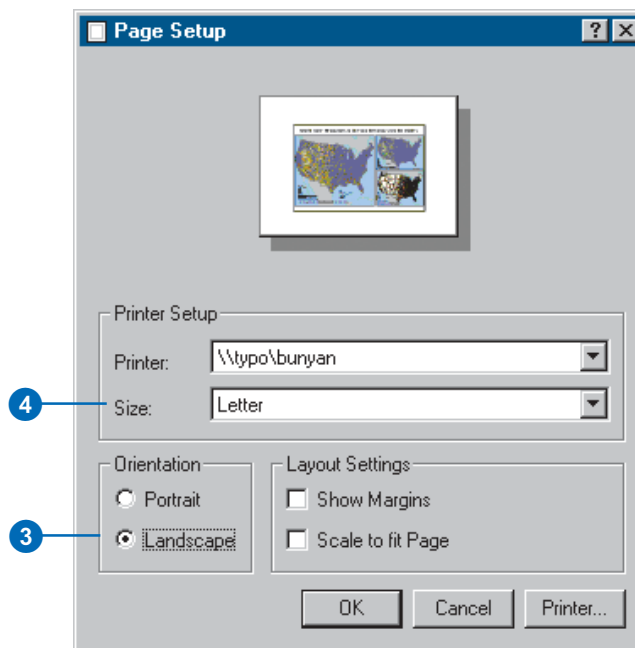 Page Setup
Printer Setup
Printer: \\typo\bunyan
4 Size: Letter
Orientation
Portrait
3 Landscape
Layout Settings
Show Margins
Scale to fit Page
OK Cancel Printer...